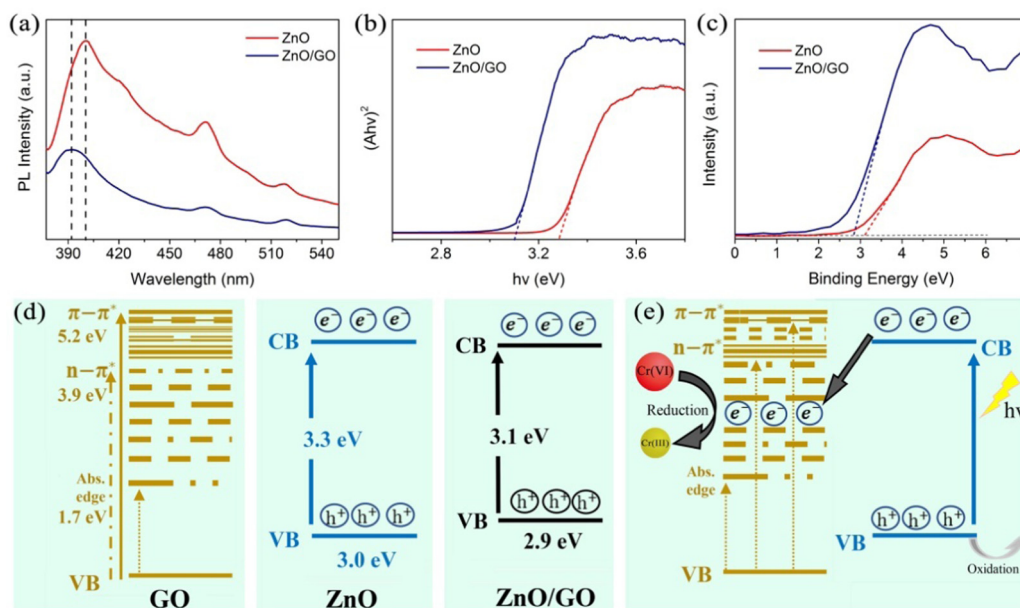 (a)
ZnO
ZnO/GO
PL Intensity (a.u.)
390 420 450 480 510 540
Wavelength (nm)
(b)
ZnO
ZnO/GO
(Ahν)²
2.8 3.2 3.6
hν (eV)
(c)
ZnO
ZnO/GO
Intensity (a.u.)
0 1 2 3 4 5 6 7
Binding Energy (eV)
(d)
π−π*
5.2 eV
n−π*
3.9 eV
Abs.
edge
1.7 eV
VB
GO
e⁻ e⁻ e⁻
CB
3.3 eV
h⁺ h⁺ h⁺
VB
3.0 eV
ZnO
e⁻ e⁻ e⁻
CB
3.1 eV
h⁺ h⁺ h⁺
VB
2.9 eV
ZnO/GO
(e)
π−π*
n−π*
Cr(VI)
Reduction
Cr(III)
e⁻ e⁻ e⁻
Abs.
edge
VB
e⁻ e⁻ e⁻
CB
hν
h⁺ h⁺ h⁺
VB
Oxidation